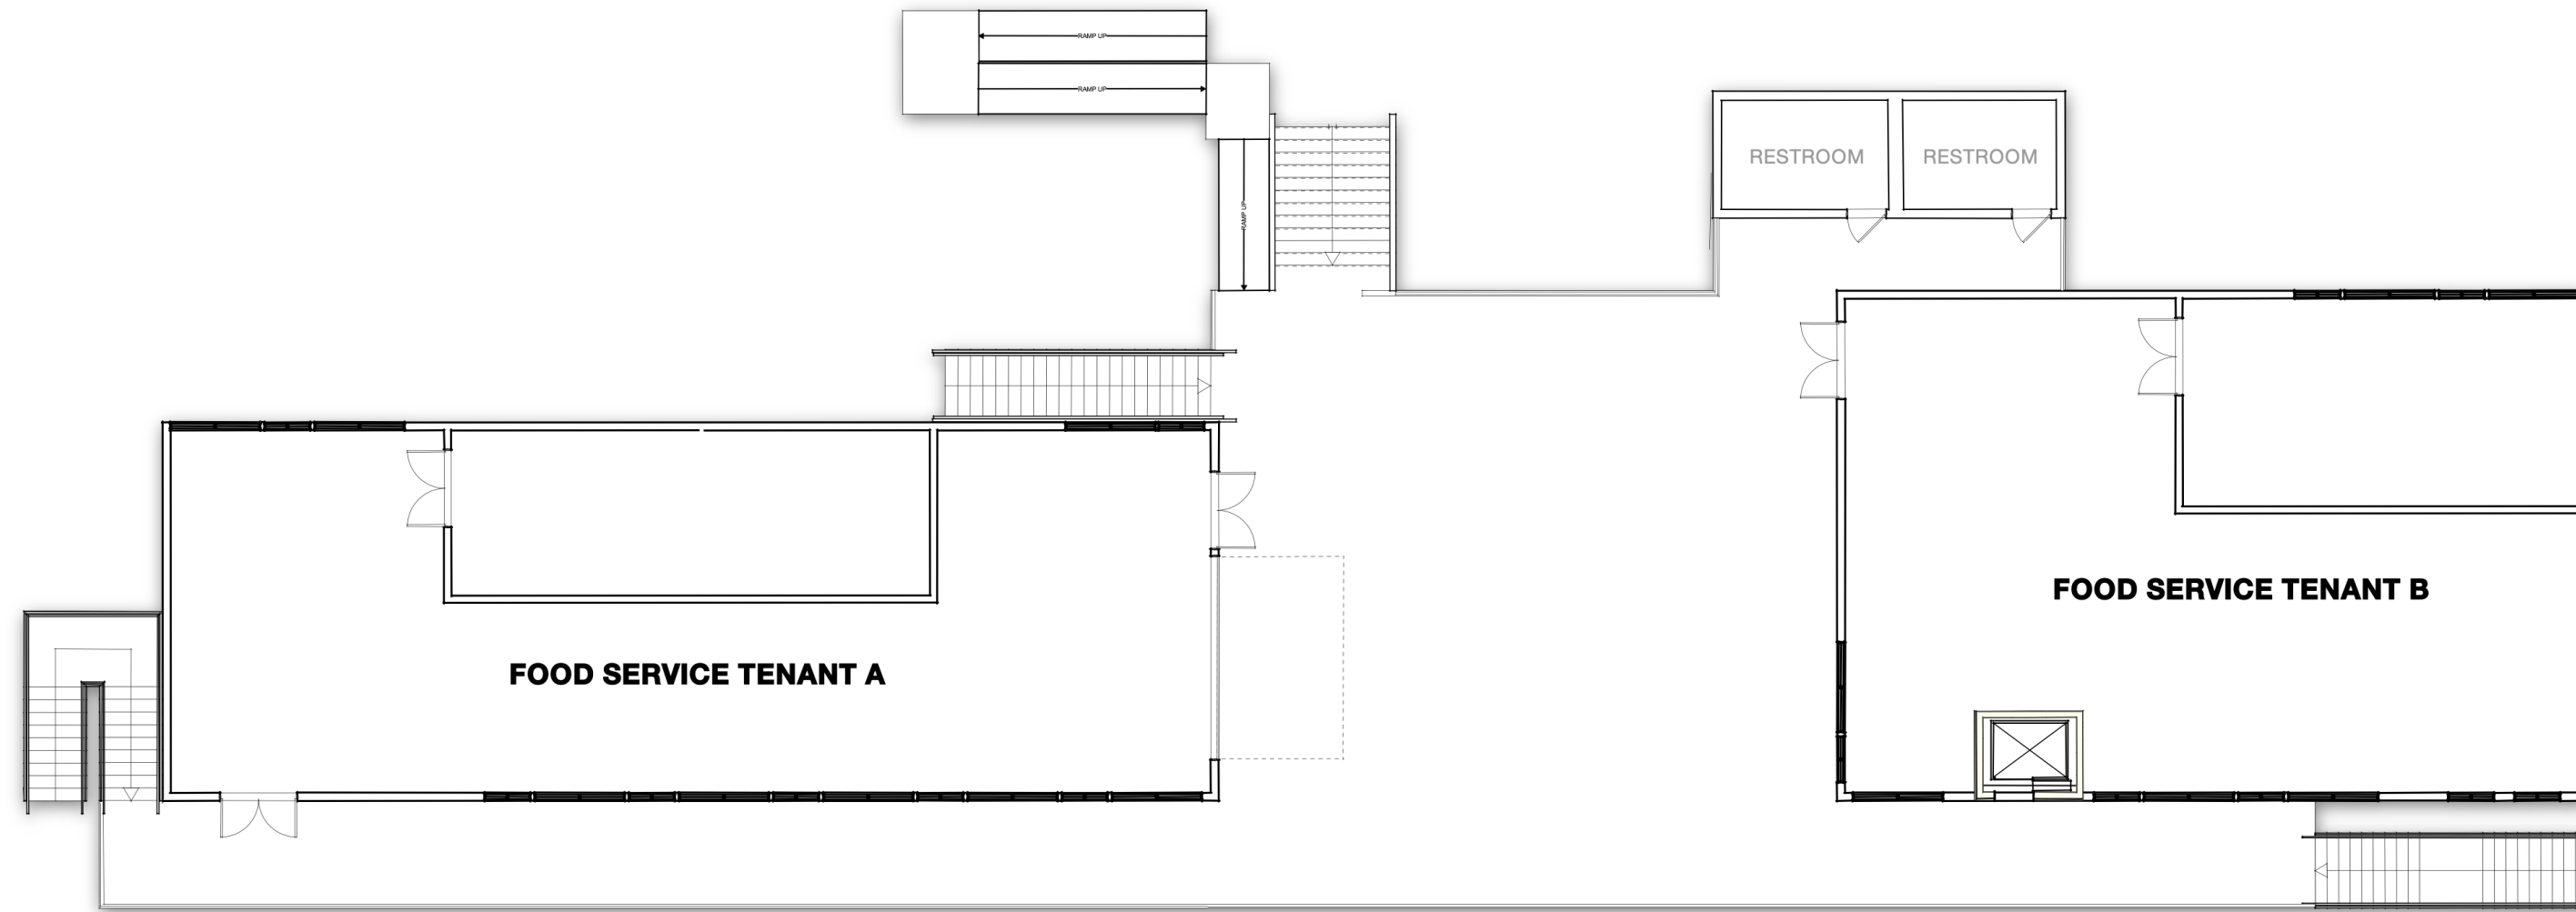 RAMP UP
RAMP UP
RAMP UP
RESTROOM
RESTROOM
FOOD SERVICE TENANT B
FOOD SERVICE TENANT A